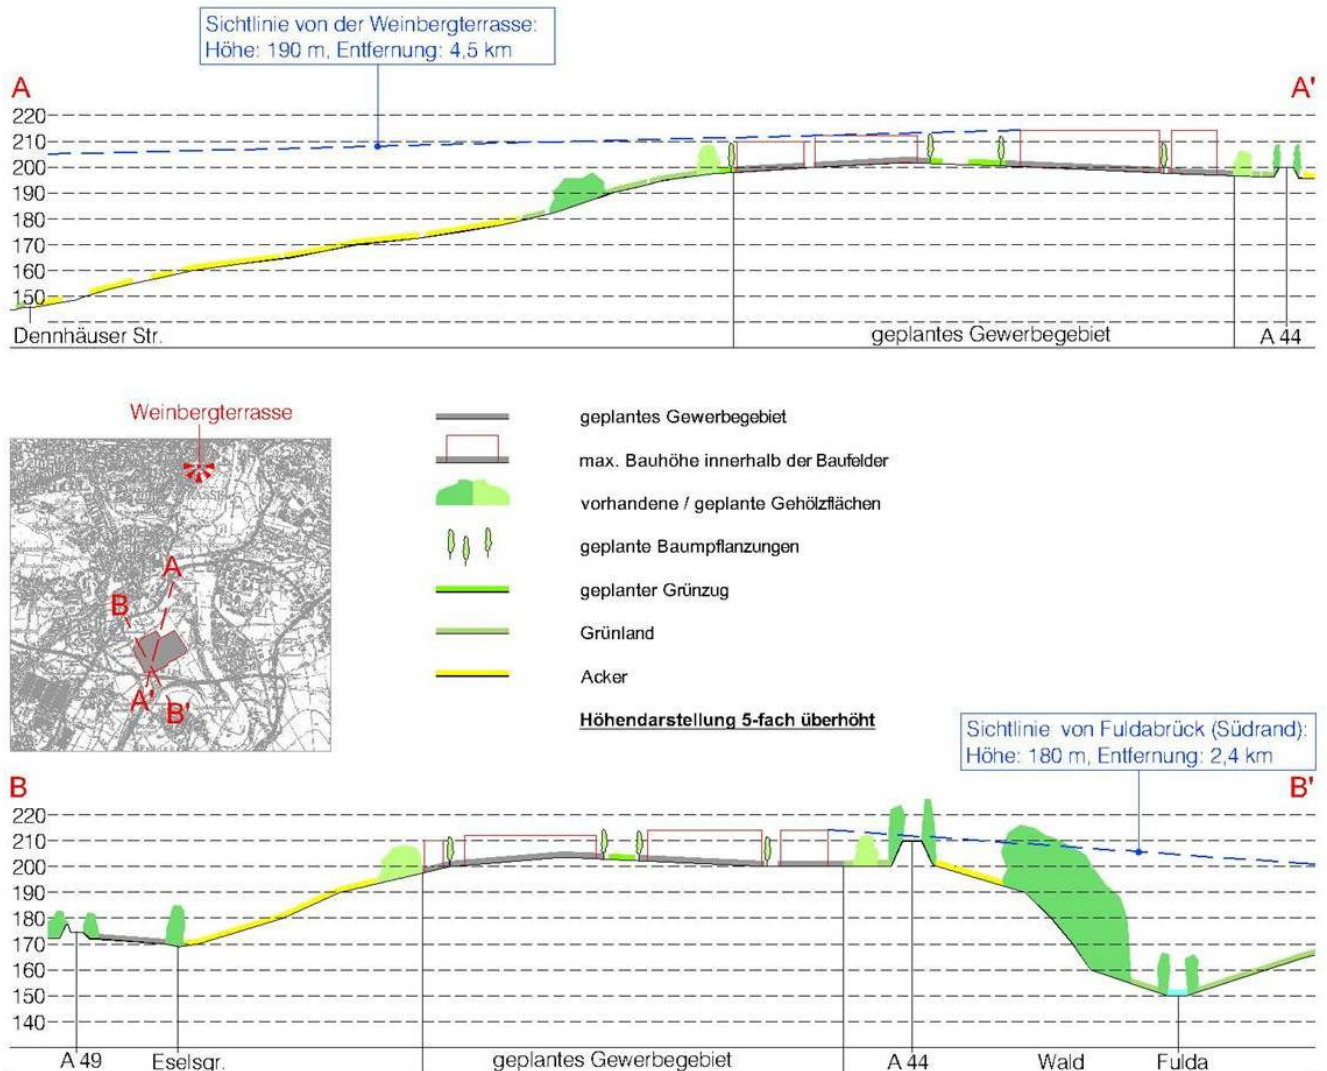 Sichtlinie von der Weinbergterrasse:
Höhe: 190 m, Entfernung: 4,5 km
A
A'
220
210
200
190
180
170
160
150
Dennhäuser Str.
geplantes Gewerbegebiet
A 44
Weinbergterrasse
A
B
A'
B'
geplantes Gewerbegebiet
max. Bauhöhe innerhalb der Baufelder
vorhandene / geplante Gehölzflächen
geplante Baumpflanzungen
geplanter Grünzug
Grünland
Acker
Höhendarstellung 5-fach überhöht
Sichtlinie von Fuldabrück (Südrand):
Höhe: 180 m, Entfernung: 2,4 km
B
B'
220
210
200
190
180
170
160
150
140
A 49
Eselsgr.
geplantes Gewerbegebiet
A 44
Wald
Fulda